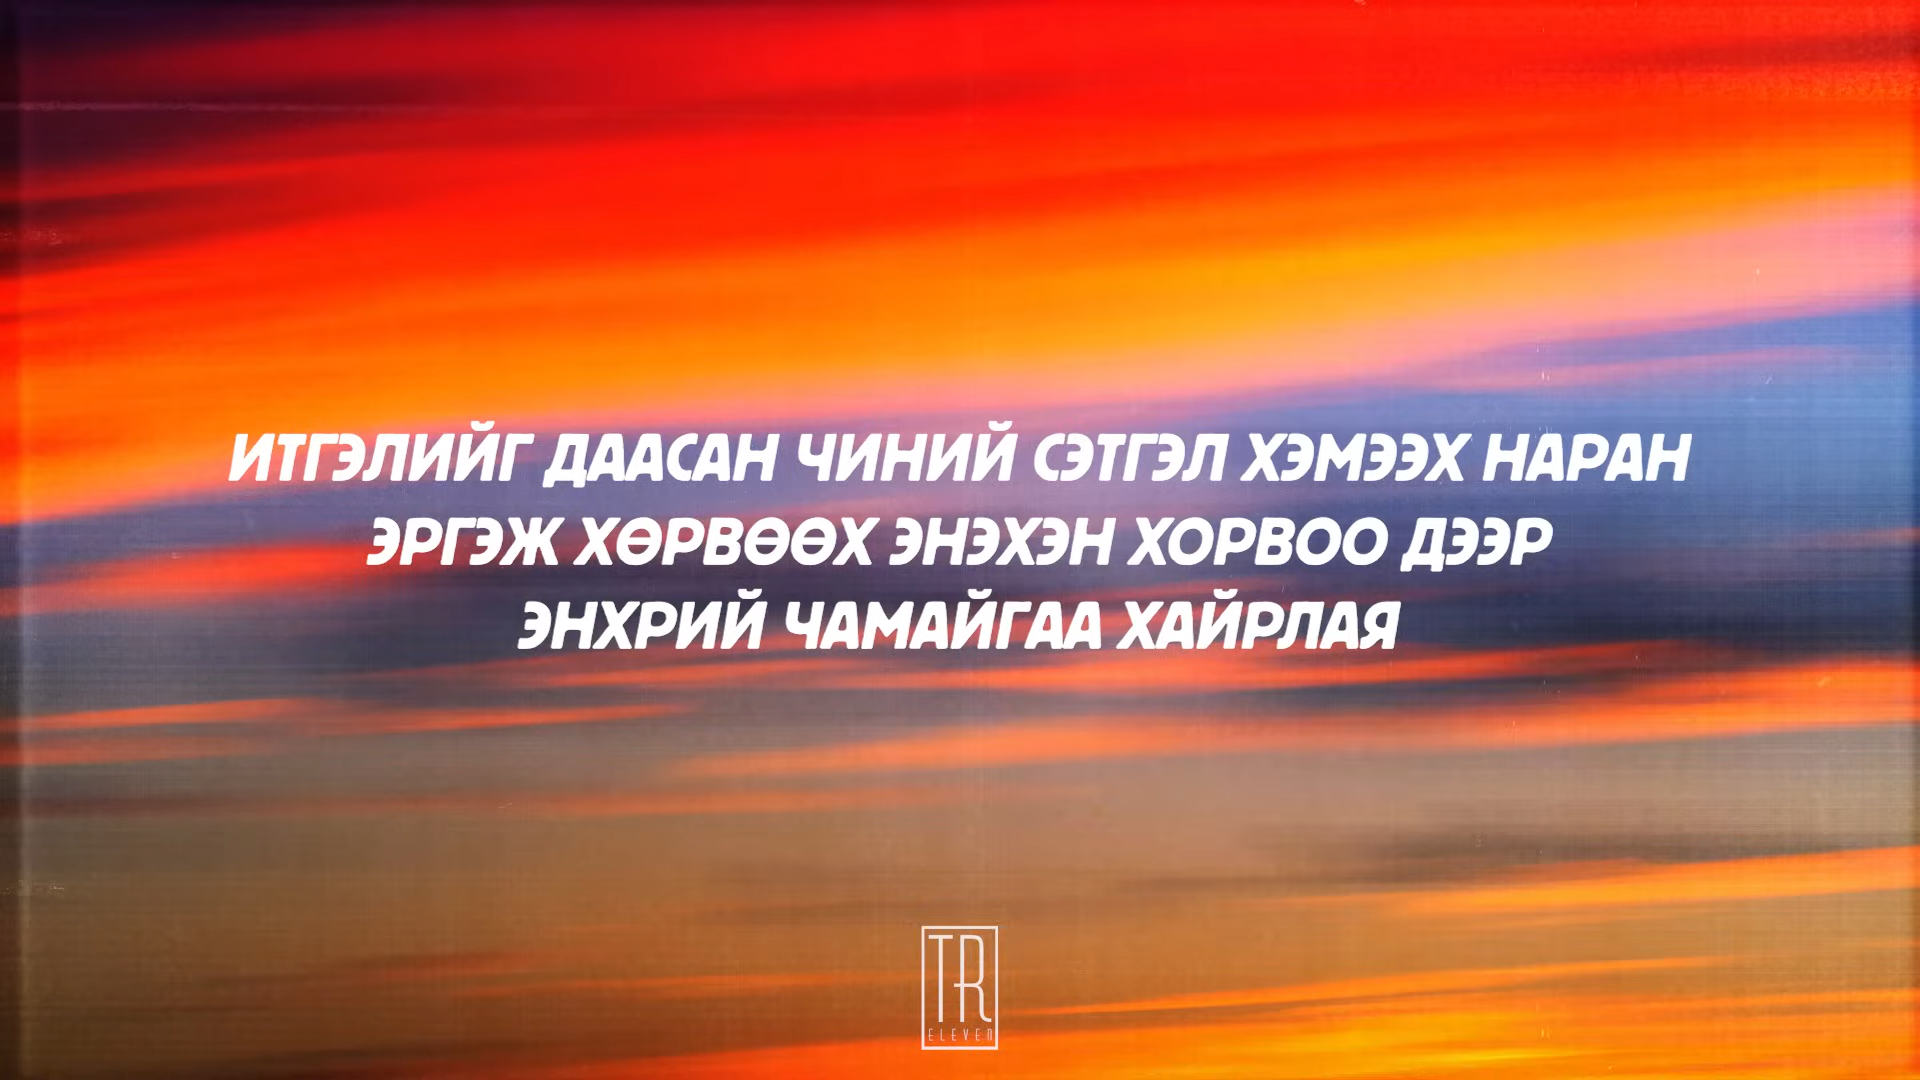 ИТГЭЛИЙГ ДААСАН ЧИНИЙ СЭТГЭЛ ХЭМЭЭХ НАРАН
ЭРГЭЖ ХӨРВӨӨХ ЭНЭХЭН ХОРВОО ДЭЭР
ЭНХРИЙ ЧАМАЙГАА ХАЙРЛАЯ
TR
ELEVEN